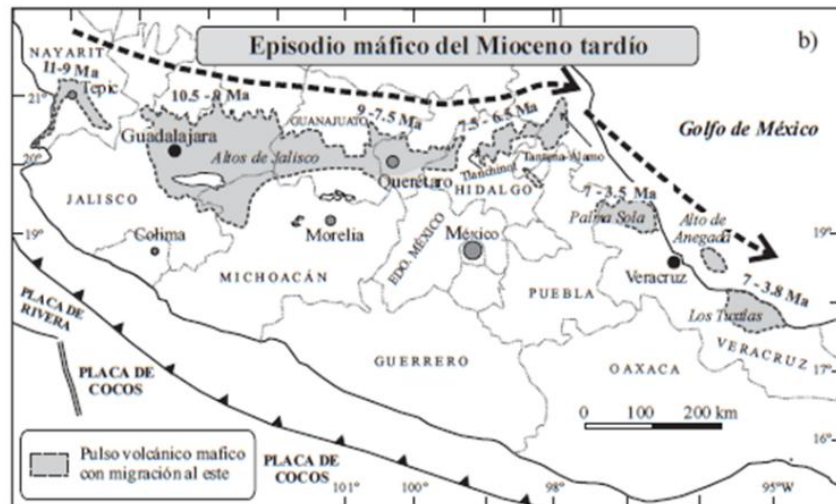 Episodio máfico del Mioceno tardío
b)
NAYARIT
11-9 Ma
Tepic
21°
10.5 - 8 Ma
GUANAJUATO
9 -7.5 Ma
7.5 - 6.5 Ma
Golfo de México
Guadalajara
Altos de Jalisco
20°
Querétaro
Tlanchinol
Tantima-Álamo
HIDALGO
JALISCO
7 - 3.5 Ma
Palma Sola
Alto de
Anegada
19°
19°
Colima
Morelia
EDO. MÉXICO
México
Veracruz
MICHOACÁN
PUEBLA
7 - 3.8 Ma
Los Tuxtlas
PLACA DE
RIVERA
VERACRUZ
17°
PLACA DE
COCOS
GUERRERO
OAXACA
0 100 200 km
16°
Pulso volcánico mafico
con migración al este
PLACA DE
COCOS
101°
100°
98°
95°W